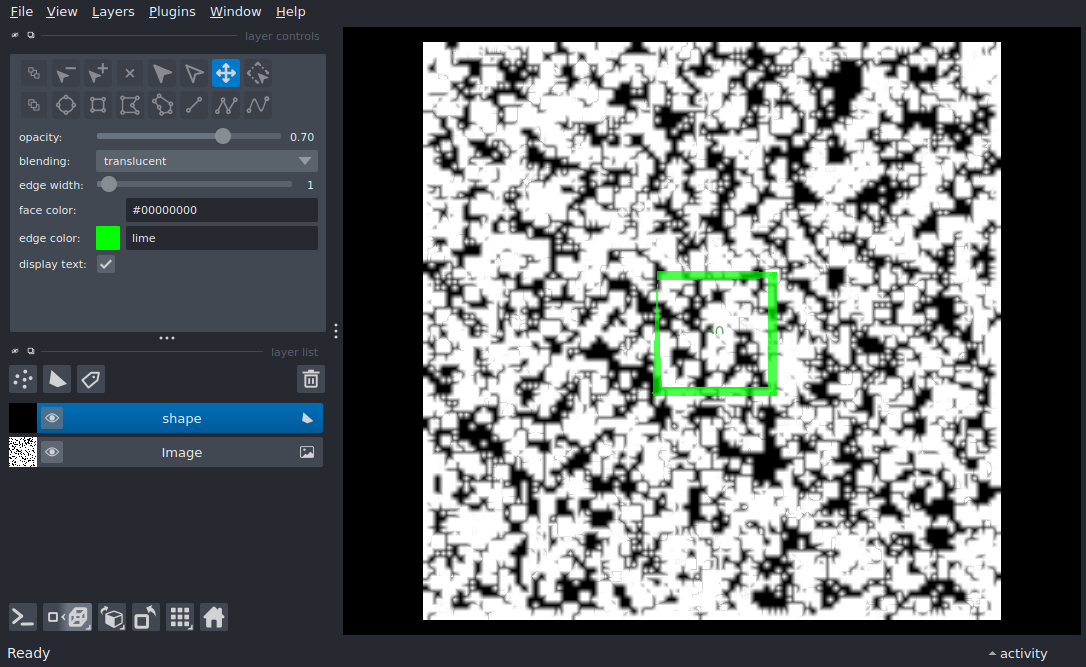 File View Layers Plugins Window Help
layer controls
opacity: 0.70
blending: translucent
edge width: 1
face color: #00000000
edge color: lime
display text:
layer list
shape
Image
Ready activity